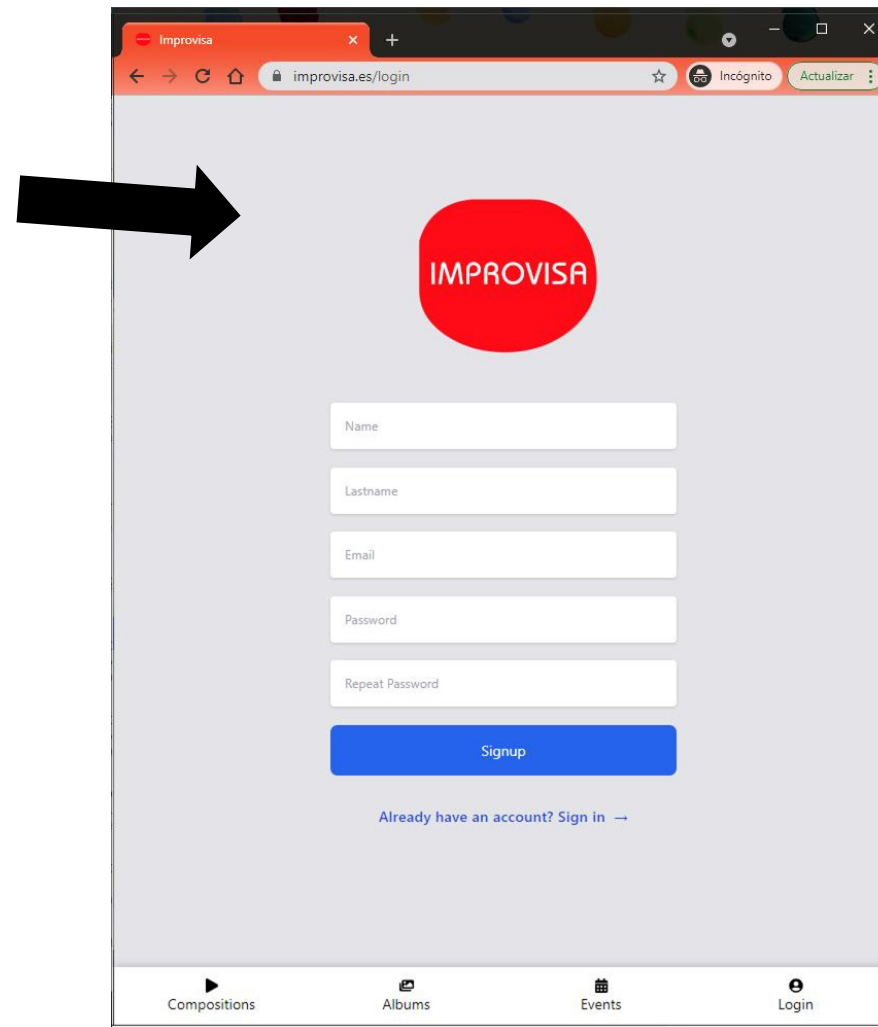 Improvisa
improvisa.es/login
Incógnito
Actualizar
IMPROVISA
Name
Lastname
Email
Password
Repeat Password
Signup
Already have an account? Sign in →
Compositions
Albums
Events
Login